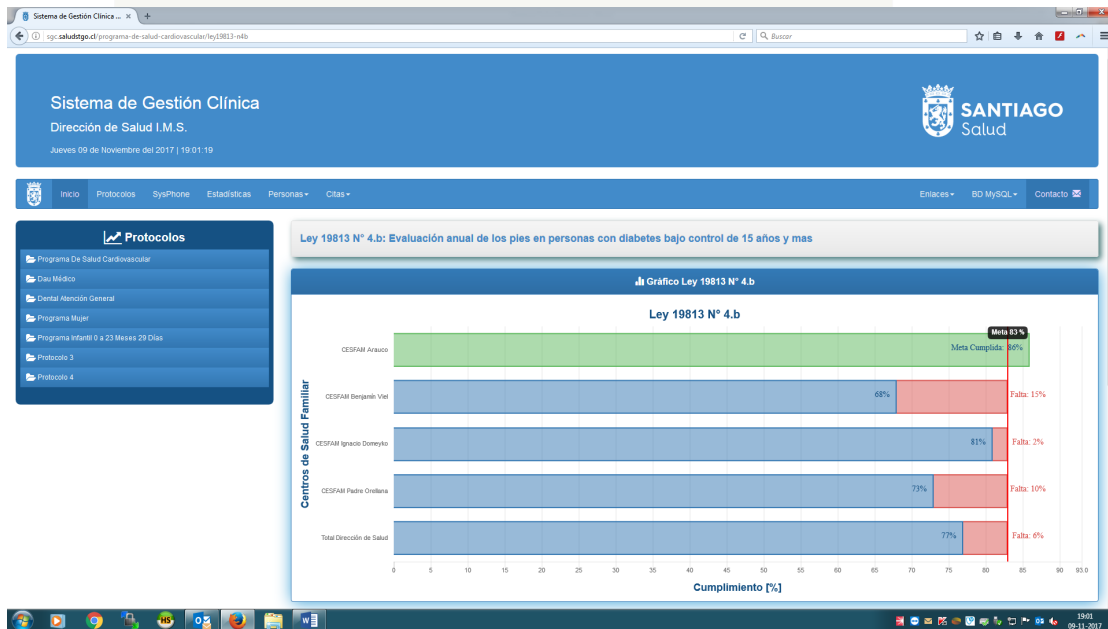 Sistema de Gestión Clínica ...
sgc.saludstgo.cl/programa-de-salud-cardiovascular/ley19813-n4b
Buscar
Sistema de Gestión Clínica
Dirección de Salud I.M.S.
Jueves 09 de Noviembre del 2017 | 19:01:19
SANTIAGO
Salud
Inicio Protocolos SysPhone Estadísticas Personas Citas Enlaces BD MySQL Contacto
Protocolos
Programa De Salud Cardiovascular
Dau Médico
Dental Atención General
Programa Mujer
Programa Infantil 0 a 23 Meses 29 Días
Protocolo 3
Protocolo 4
Ley 19813 N° 4.b: Evaluación anual de los pies en personas con diabetes bajo control de 15 años y mas
Gráfico Ley 19813 N° 4.b
Ley 19813 N° 4.b
Meta 83 %
CESFAM Arauco Meta Cumplida: 86%
CESFAM Benjamín Viel 68% Falta: 15%
CESFAM Ignacio Domeyko 81% Falta: 2%
CESFAM Padre Orellana 73% Falta: 10%
Total Dirección de Salud 77% Falta: 6%
Centros de Salud Familiar
0 5 10 15 20 25 30 35 40 45 50 55 60 65 70 75 80 85 90 93.0
Cumplimiento [%]
19:01
09-11-2017